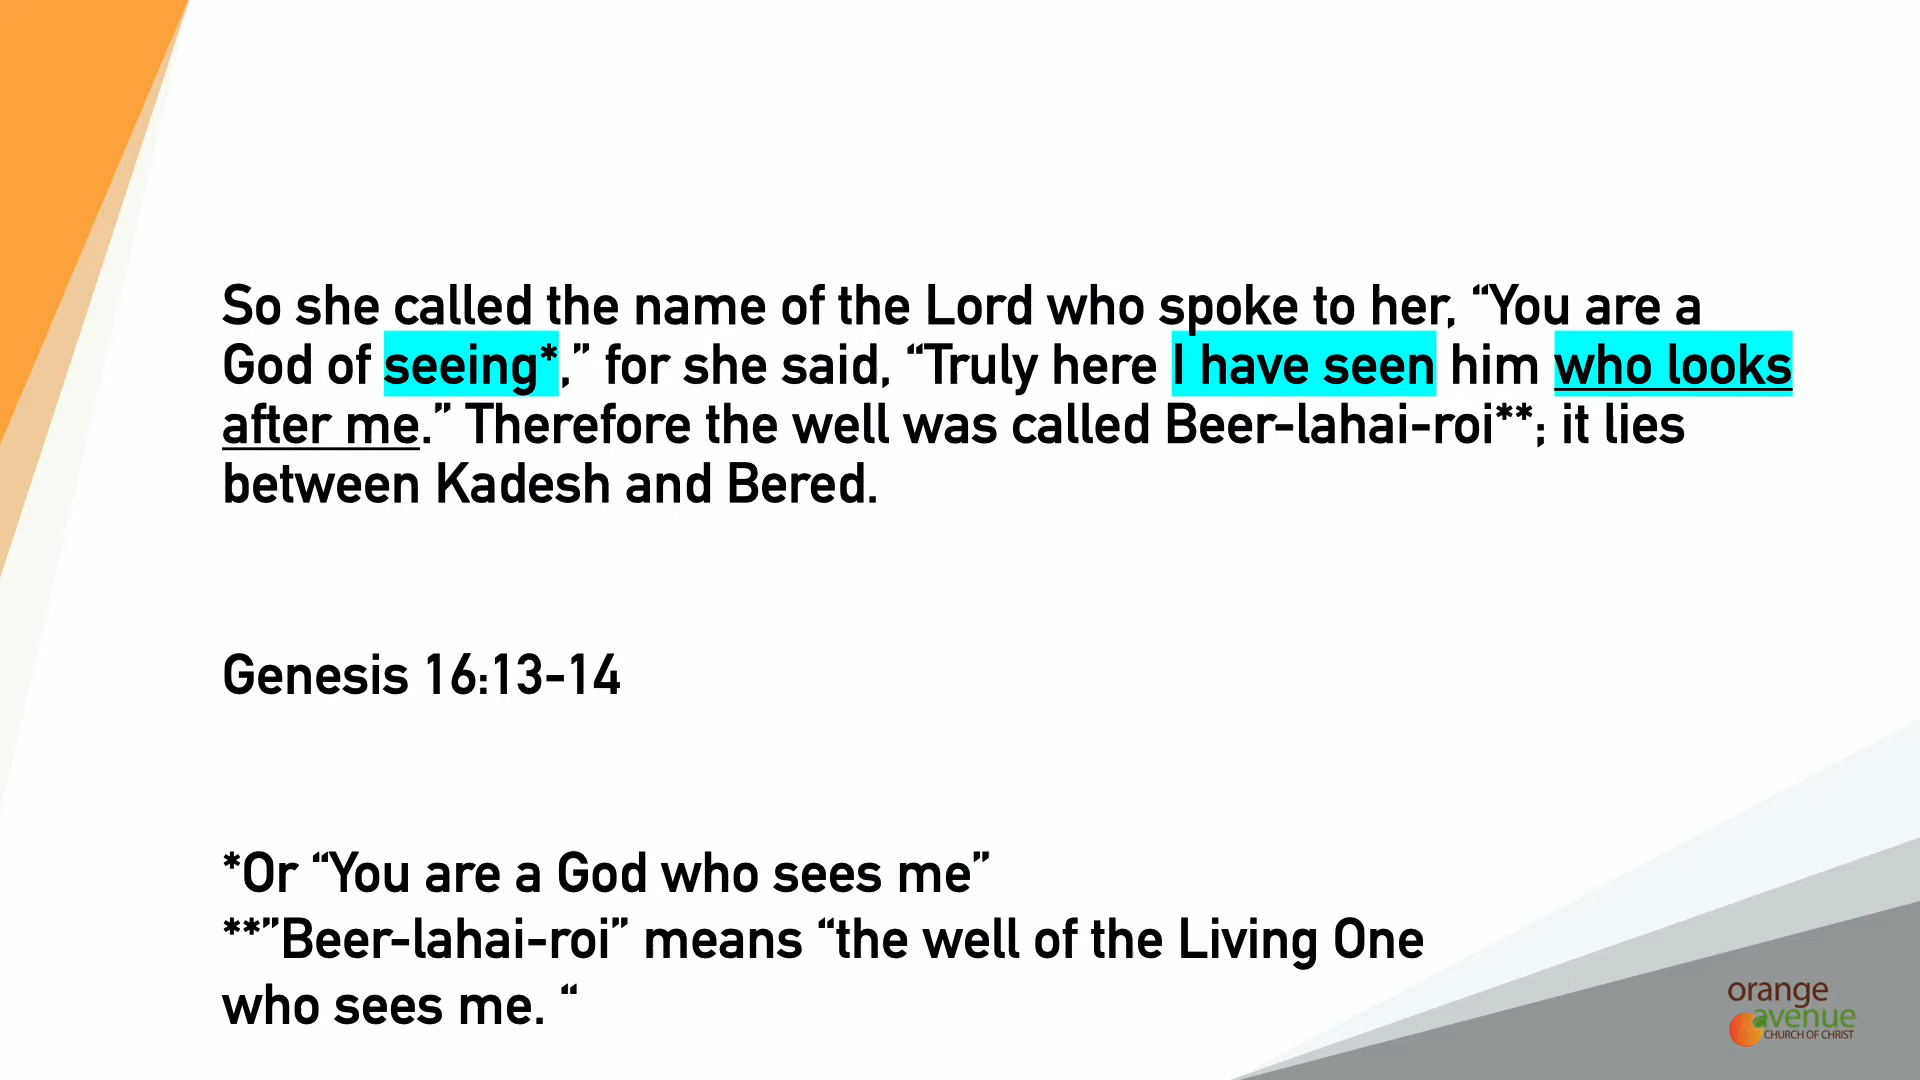 So she called the name of the Lord who spoke to her, “You are a
God of seeing*,” for she said, “Truly here I have seen him who looks
after me.” Therefore the well was called Beer-lahai-roi**; it lies
between Kadesh and Bered.
Genesis 16:13-14
*Or “You are a God who sees me”
**”Beer-lahai-roi” means “the well of the Living One
who sees me. “
orange
avenue
CHURCH OF CHRIST